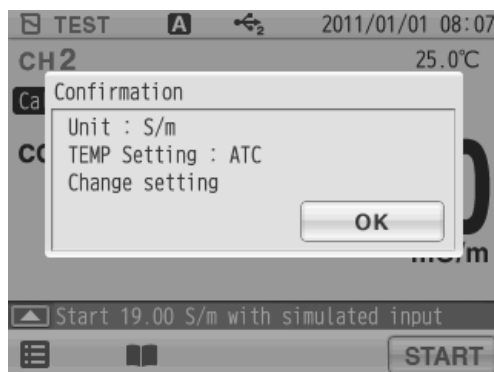 TEST A 2 2011/01/01 08:07
CH2 25.0℃
Confirmation
Unit : S/m
TEMP Setting : ATC
Change setting
OK
Start 19.00 S/m with simulated input
START